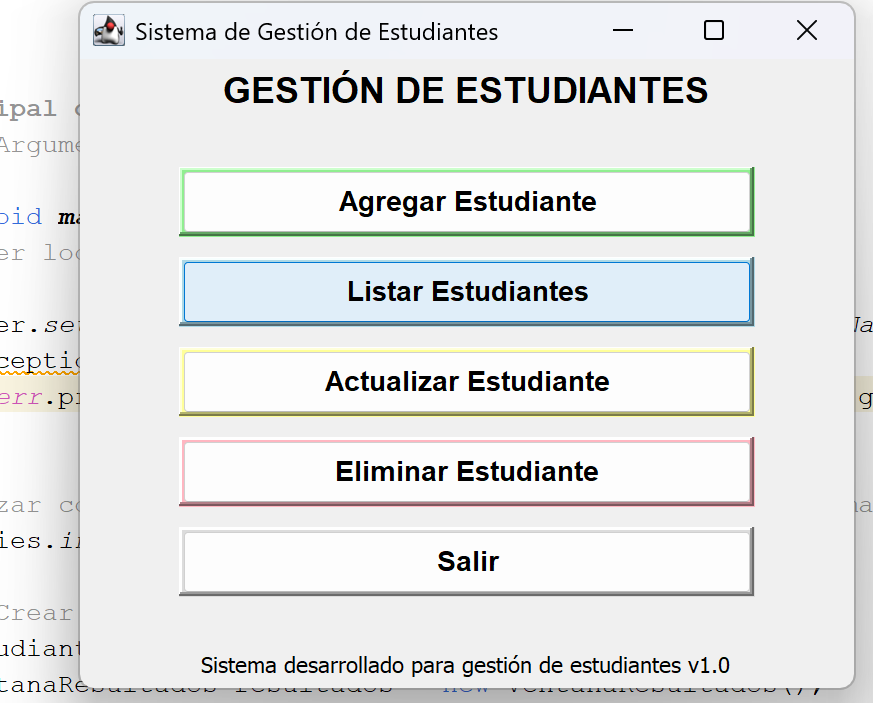 Sistema de Gestión de Estudiantes
GESTIÓN DE ESTUDIANTES
Agregar Estudiante
Listar Estudiantes
Actualizar Estudiante
Eliminar Estudiante
Salir
Sistema desarrollado para gestión de estudiantes v1.0